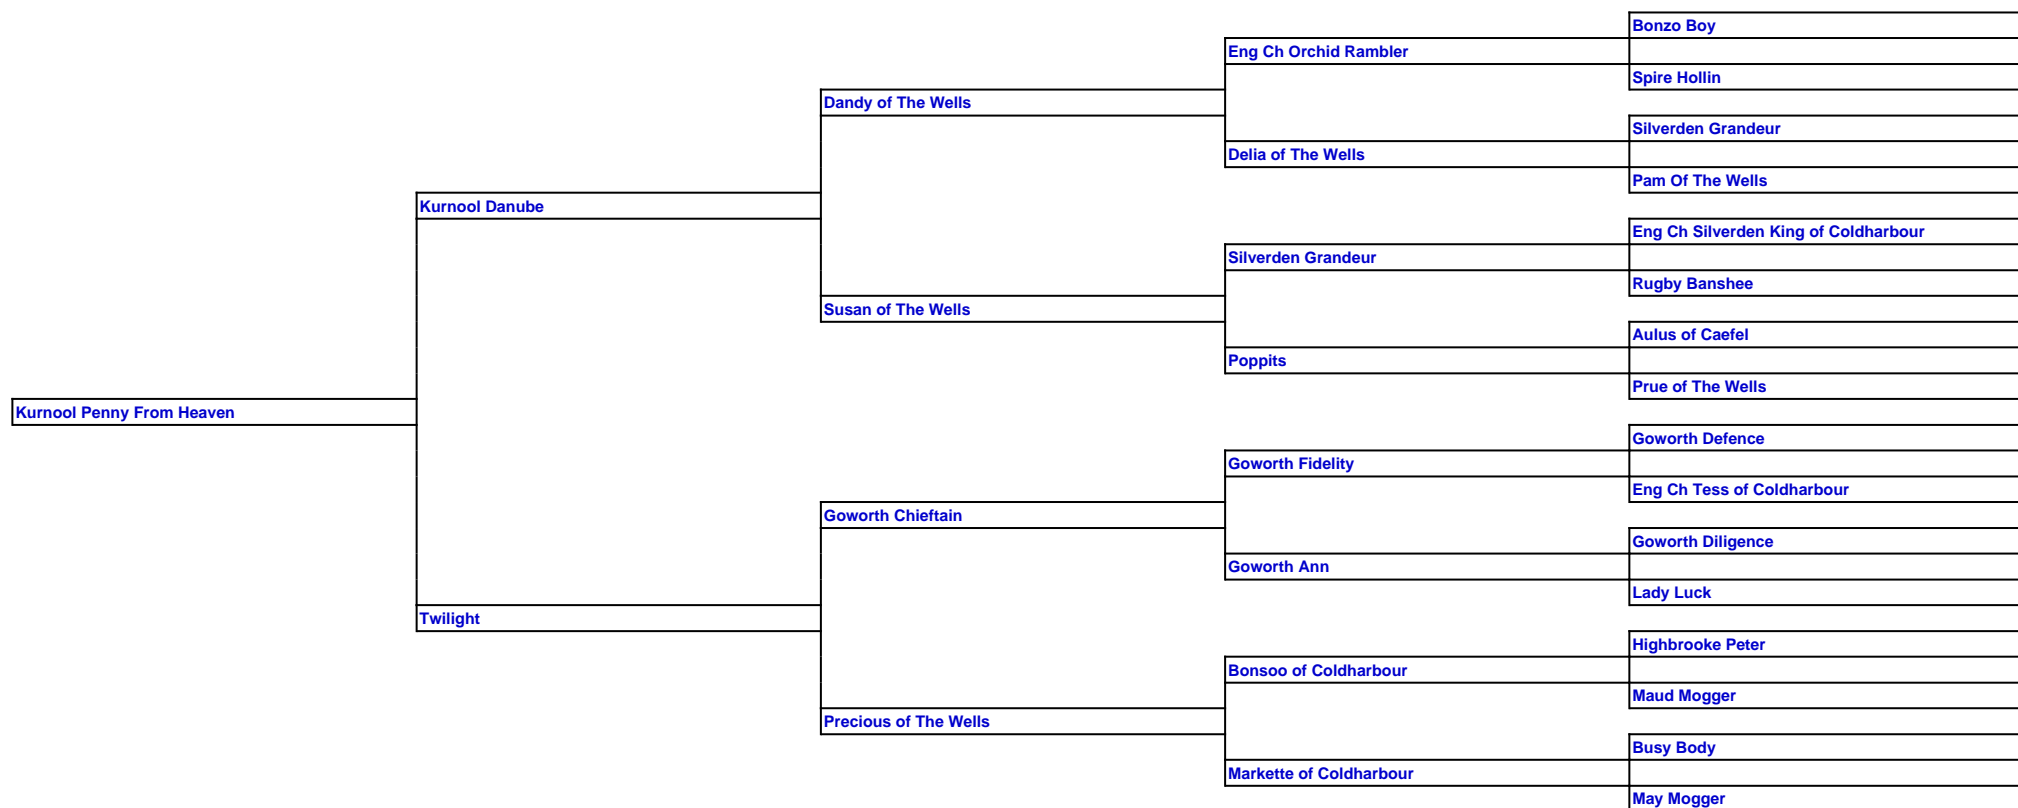 Bonzo Boy
Eng Ch Orchid Rambler
Spire Hollin
Dandy of The Wells
Silverden Grandeur
Delia of The Wells
Pam Of The Wells
Kurnool Danube
Eng Ch Silverden King of Coldharbour
Silverden Grandeur
Rugby Banshee
Susan of The Wells
Aulus of Caefel
Poppits
Prue of The Wells
Kurnool Penny From Heaven
Goworth Defence
Goworth Fidelity
Eng Ch Tess of Coldharbour
Goworth Chieftain
Goworth Diligence
Goworth Ann
Lady Luck
Twilight
Highbrooke Peter
Bonsoo of Coldharbour
Maud Mogger
Precious of The Wells
Busy Body
Markette of Coldharbour
May Mogger